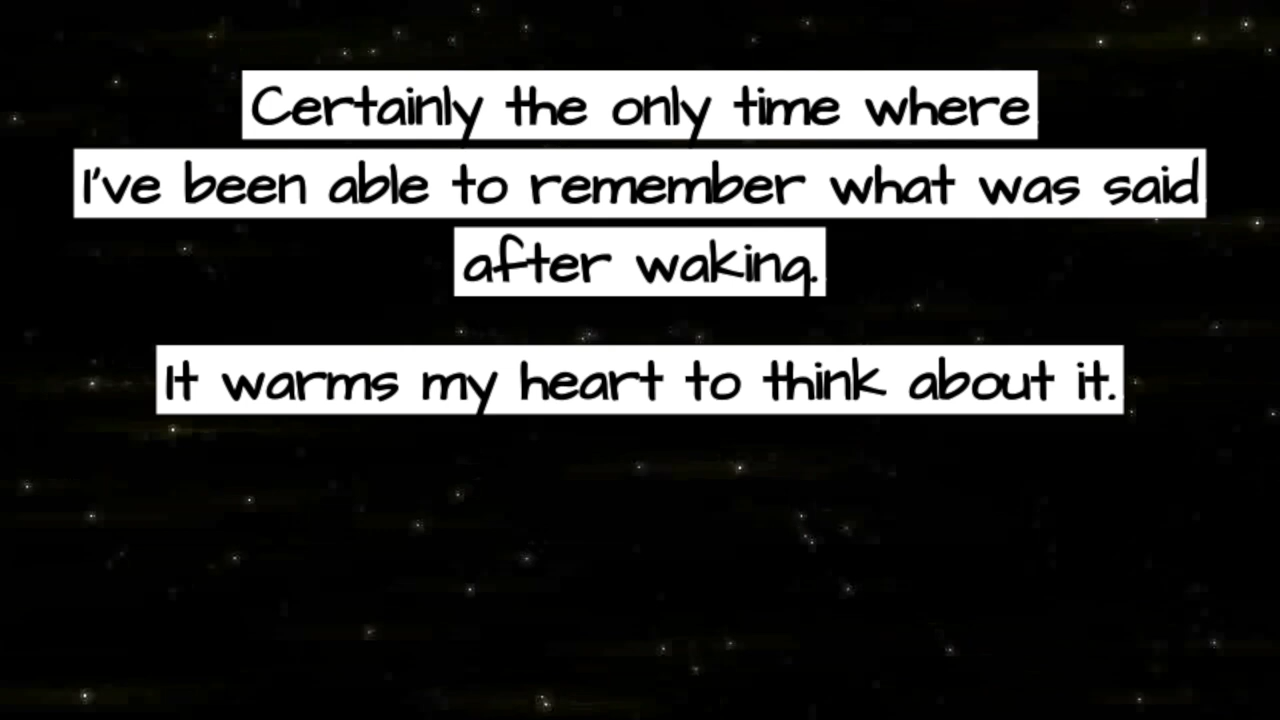 Certainly the only time where
I've been able to remember what was said
after waking.
It warms my heart to think about it.